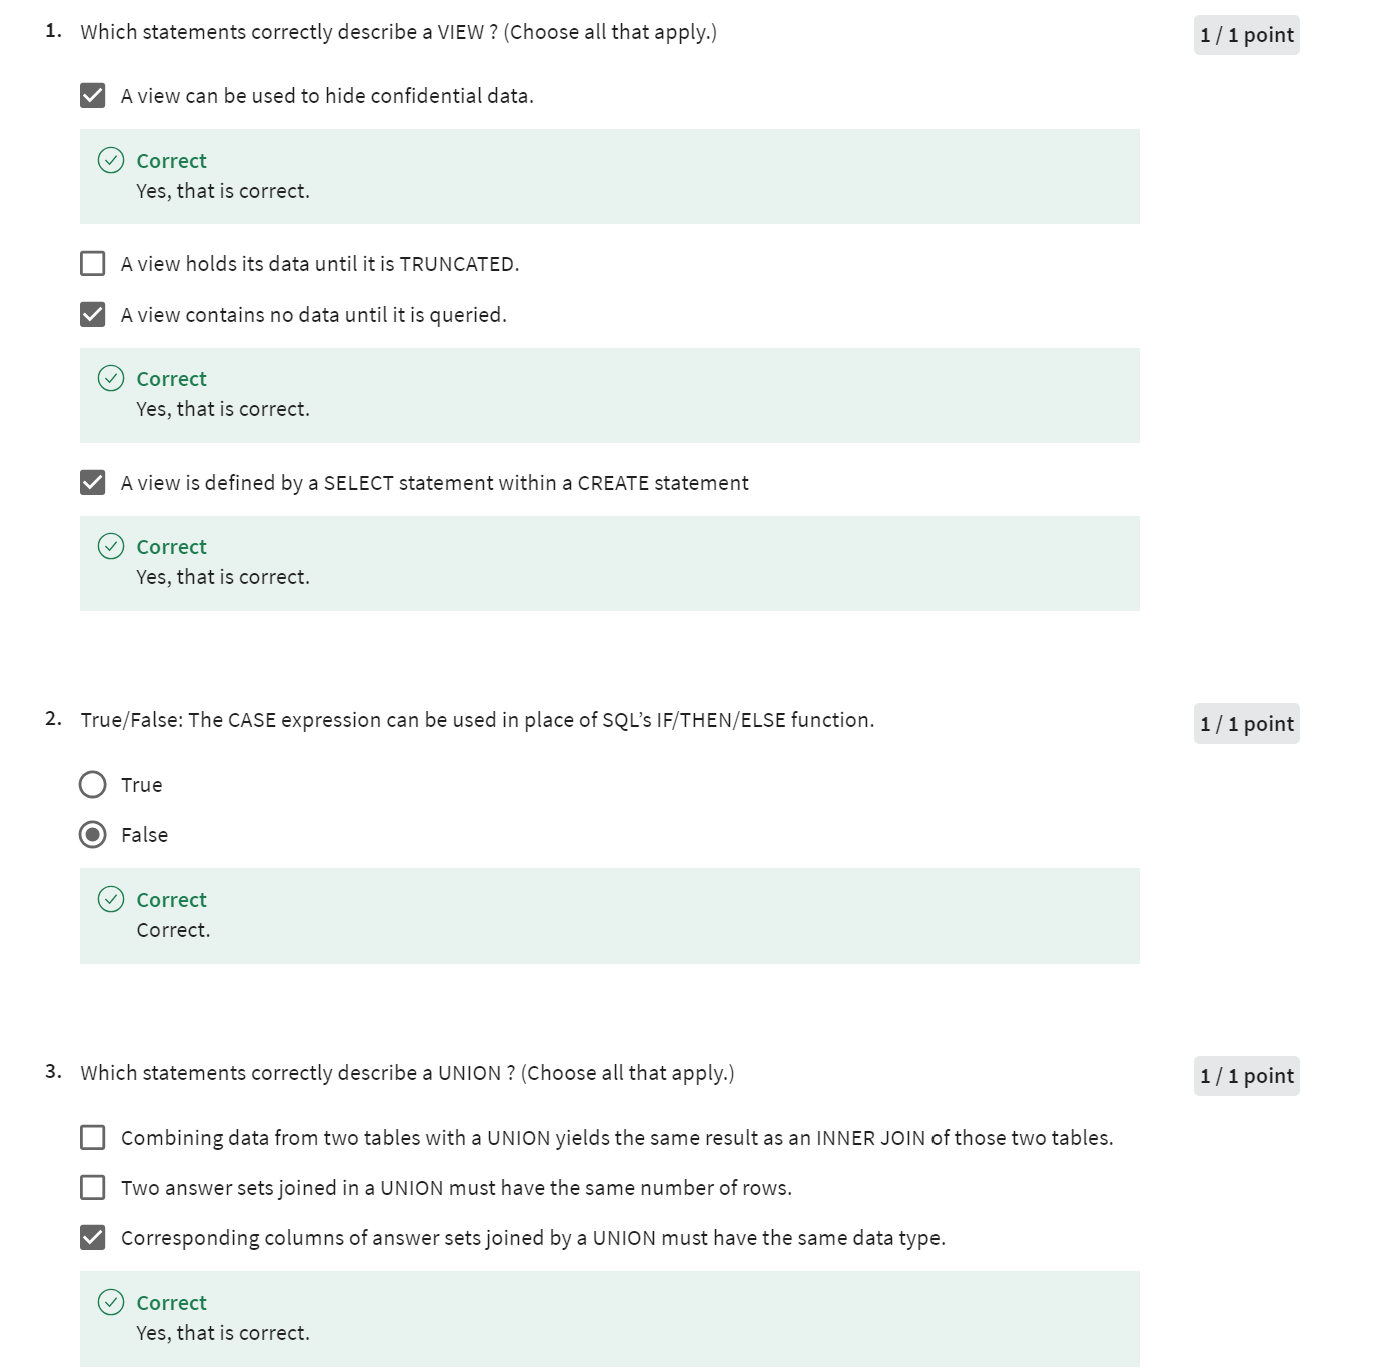 1. Which statements correctly describe a VIEW ? (Choose all that apply.)
1 / 1 point
A view can be used to hide confidential data.
Correct
Yes, that is correct.
A view holds its data until it is TRUNCATED.
A view contains no data until it is queried.
Correct
Yes, that is correct.
A view is defined by a SELECT statement within a CREATE statement
Correct
Yes, that is correct.
2. True/False: The CASE expression can be used in place of SQL’s IF/THEN/ELSE function.
1 / 1 point
True
False
Correct
Correct.
3. Which statements correctly describe a UNION ? (Choose all that apply.)
1 / 1 point
Combining data from two tables with a UNION yields the same result as an INNER JOIN of those two tables.
Two answer sets joined in a UNION must have the same number of rows.
Corresponding columns of answer sets joined by a UNION must have the same data type.
Correct
Yes, that is correct.